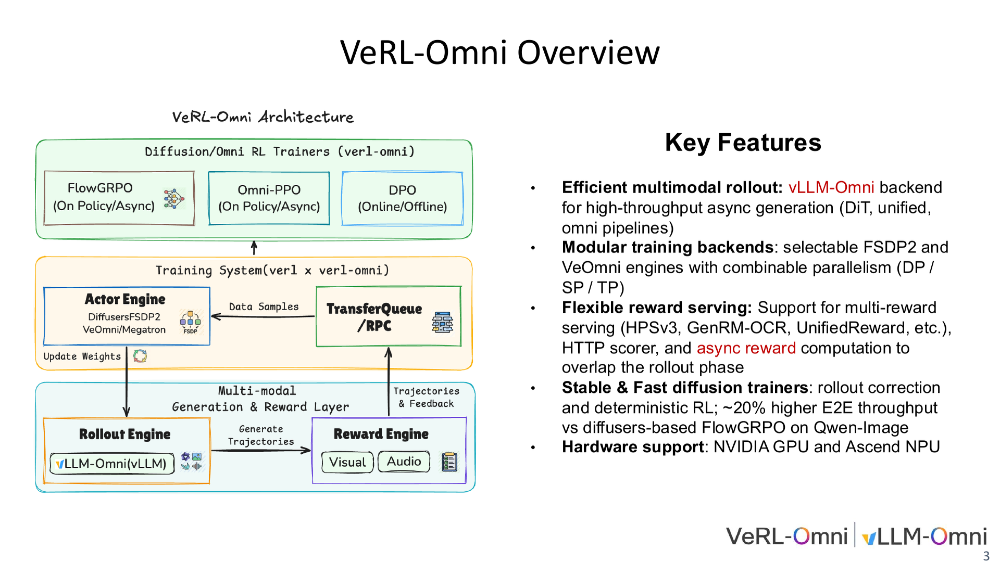 VeRL-Omni Overview
VeRL-Omni Architecture
Diffusion/Omni RL Trainers (verl-omni)
FlowGRPO
(On Policy/Async)
Omni-PPO
(On Policy/Async)
DPO
(Online/Offline)
Training System(verl x verl-omni)
Actor Engine
DiffusersFSDP2
VeOmni/Megatron
FSDP
Data Samples
TransferQueue
/RPC
Update Weights
Multi-modal
Generation & Reward Layer
Trajectories
& Feedback
Rollout Engine
vLLM-Omni(vLLM)
Generate
Trajectories
Reward Engine
Visual
Audio
Key Features
• Efficient multimodal rollout: vLLM-Omni backend
for high-throughput async generation (DiT, unified,
omni pipelines)
• Modular training backends: selectable FSDP2 and
VeOmni engines with combinable parallelism (DP /
SP / TP)
• Flexible reward serving: Support for multi-reward
serving (HPSv3, GenRM-OCR, UnifiedReward, etc.),
HTTP scorer, and async reward computation to
overlap the rollout phase
• Stable & Fast diffusion trainers: rollout correction
and deterministic RL; ~20% higher E2E throughput
vs diffusers-based FlowGRPO on Qwen-Image
• Hardware support: NVIDIA GPU and Ascend NPU
VeRL-Omni | vLLM-Omni
3